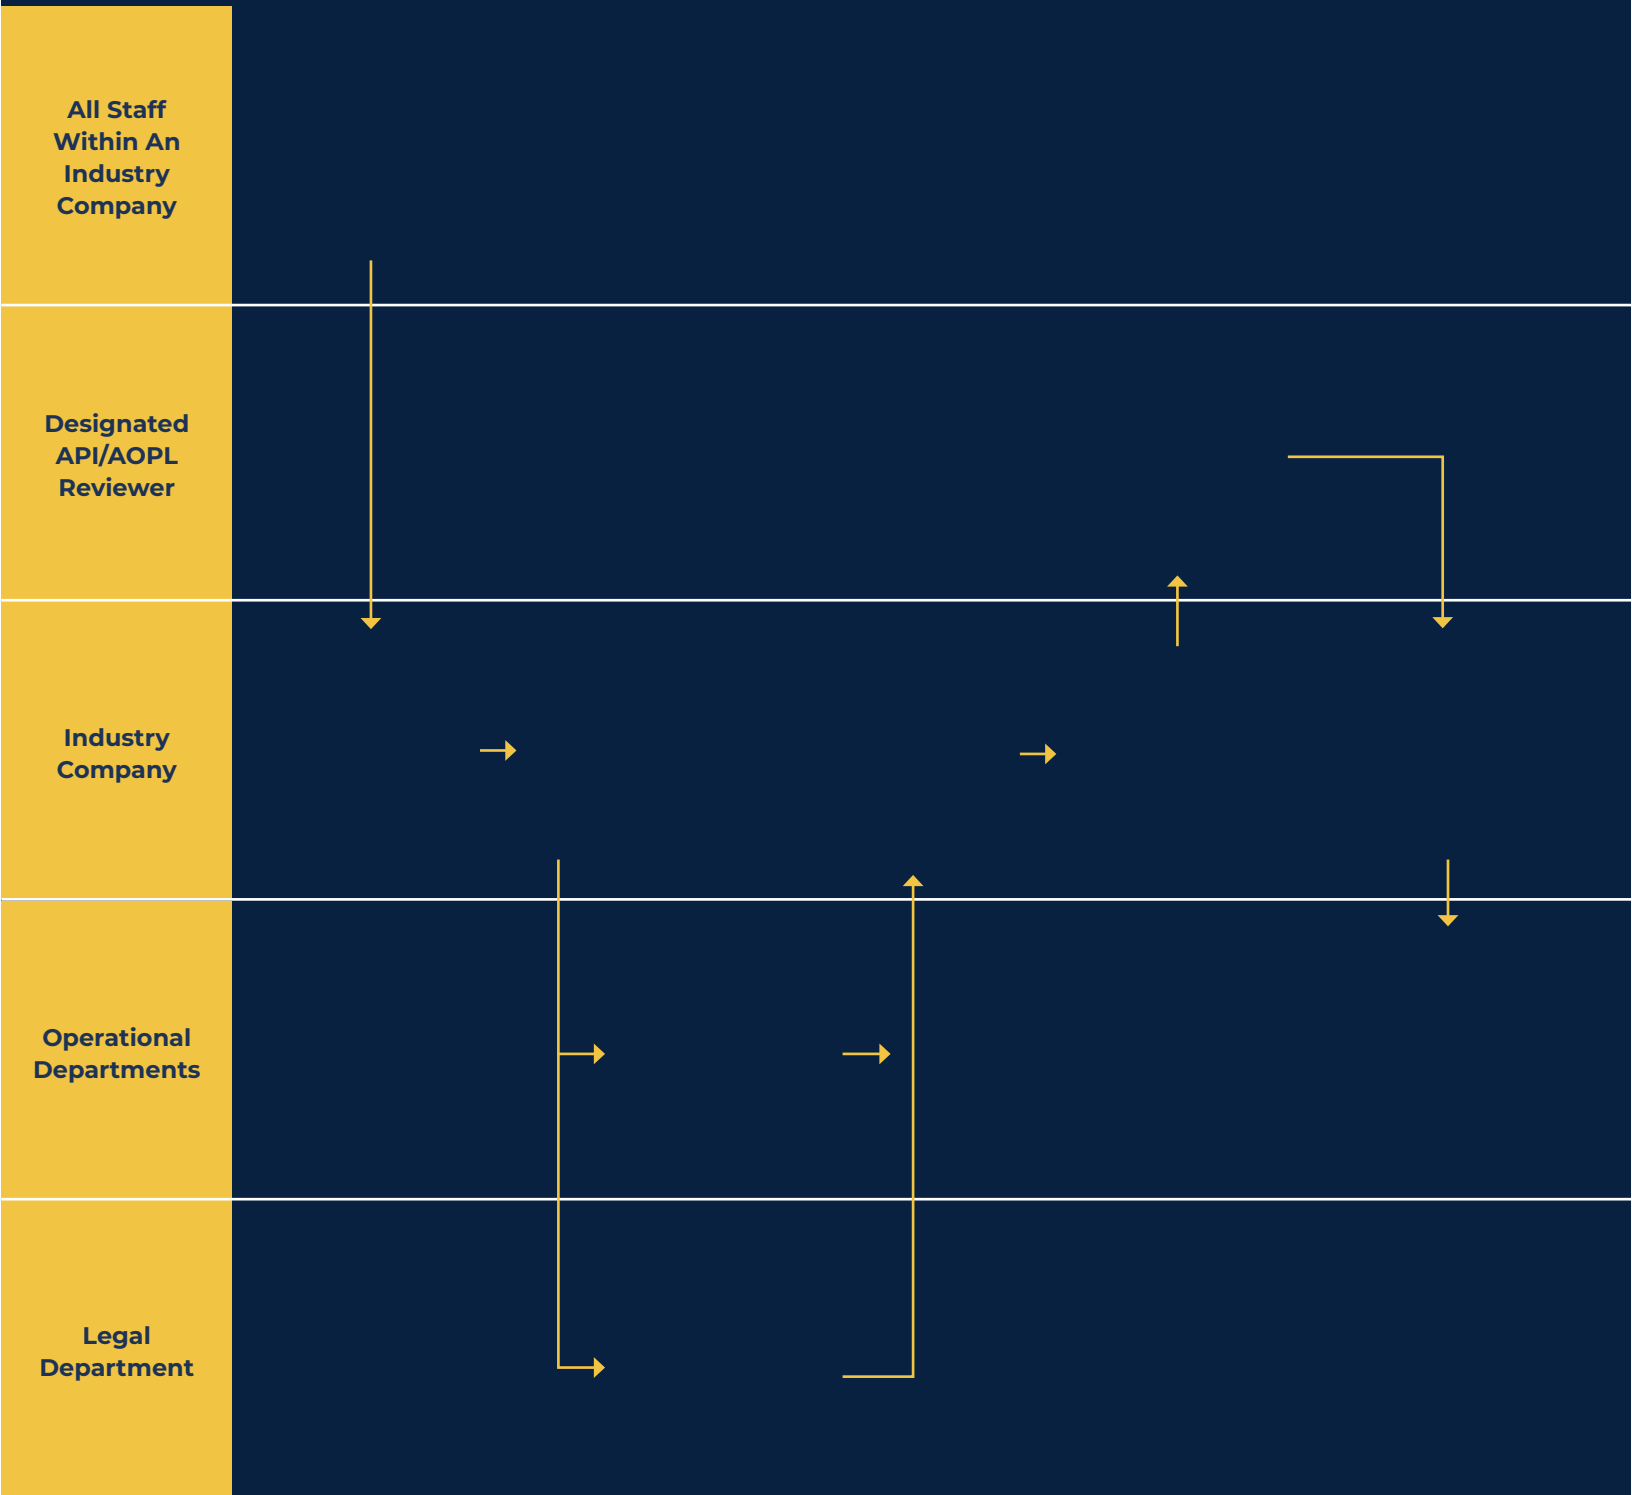 All Staff
Within An
Industry
Company
Designated
API/AOPL
Reviewer
Industry
Company
Operational
Departments
Legal
Department